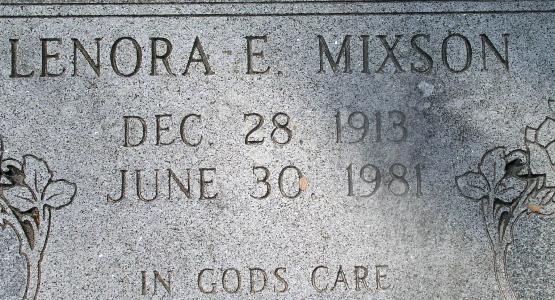 LENORA E. MIXSON
DEC. 28. 1913
JUNE 30. 1981
IN GODS CARE